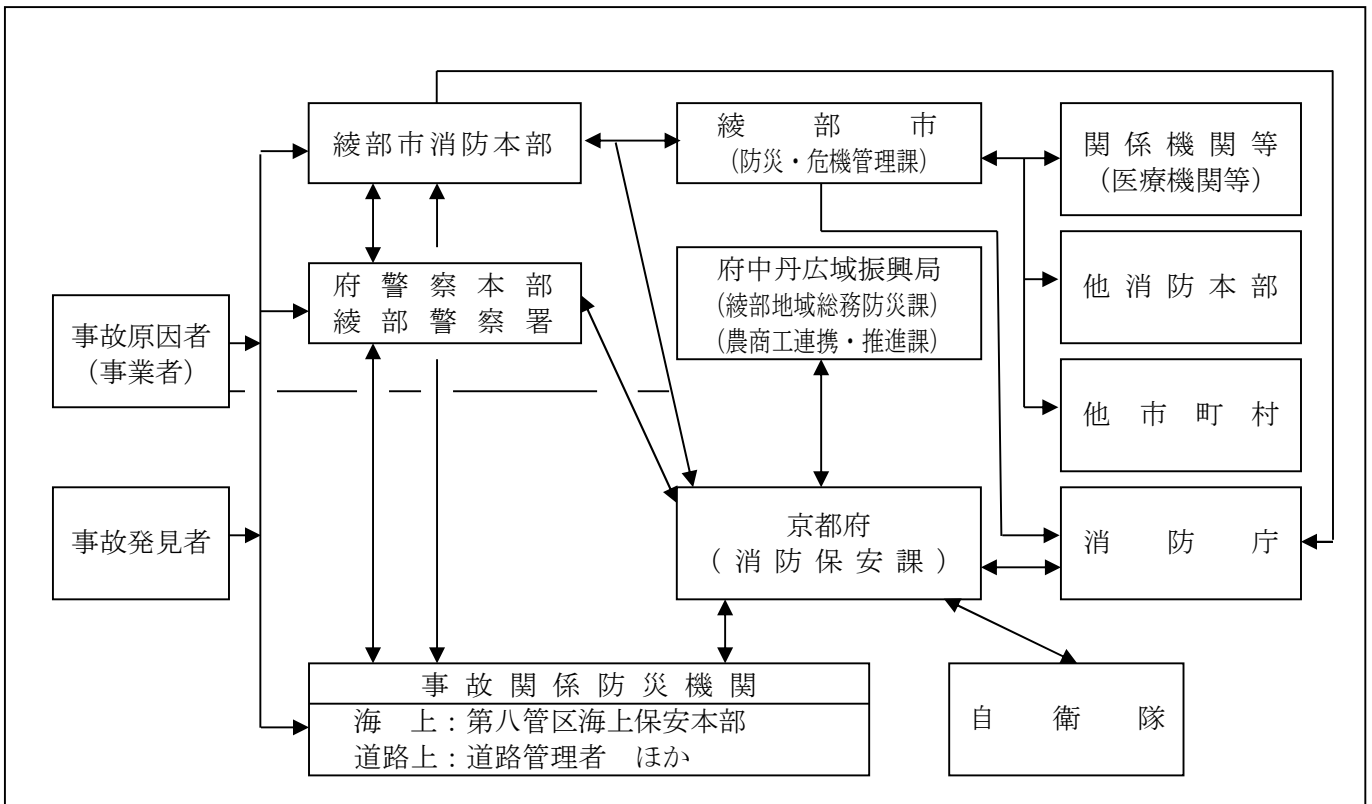 綾部市消防本部
綾部市
(防災・危機管理課)
関係機関等
(医療機関等)
府警察本部
綾部警察署
府中丹広域振興局
(綾部地域総務防災課)
(農商工連携・推進課)
他消防本部
事故原因者
(事業者)
他市町村
事故発見者
京都府
(消防保安課)
消防庁
事故関係防災機関
海上：第八管区海上保安本部
道路上：道路管理者　ほか
自衛隊